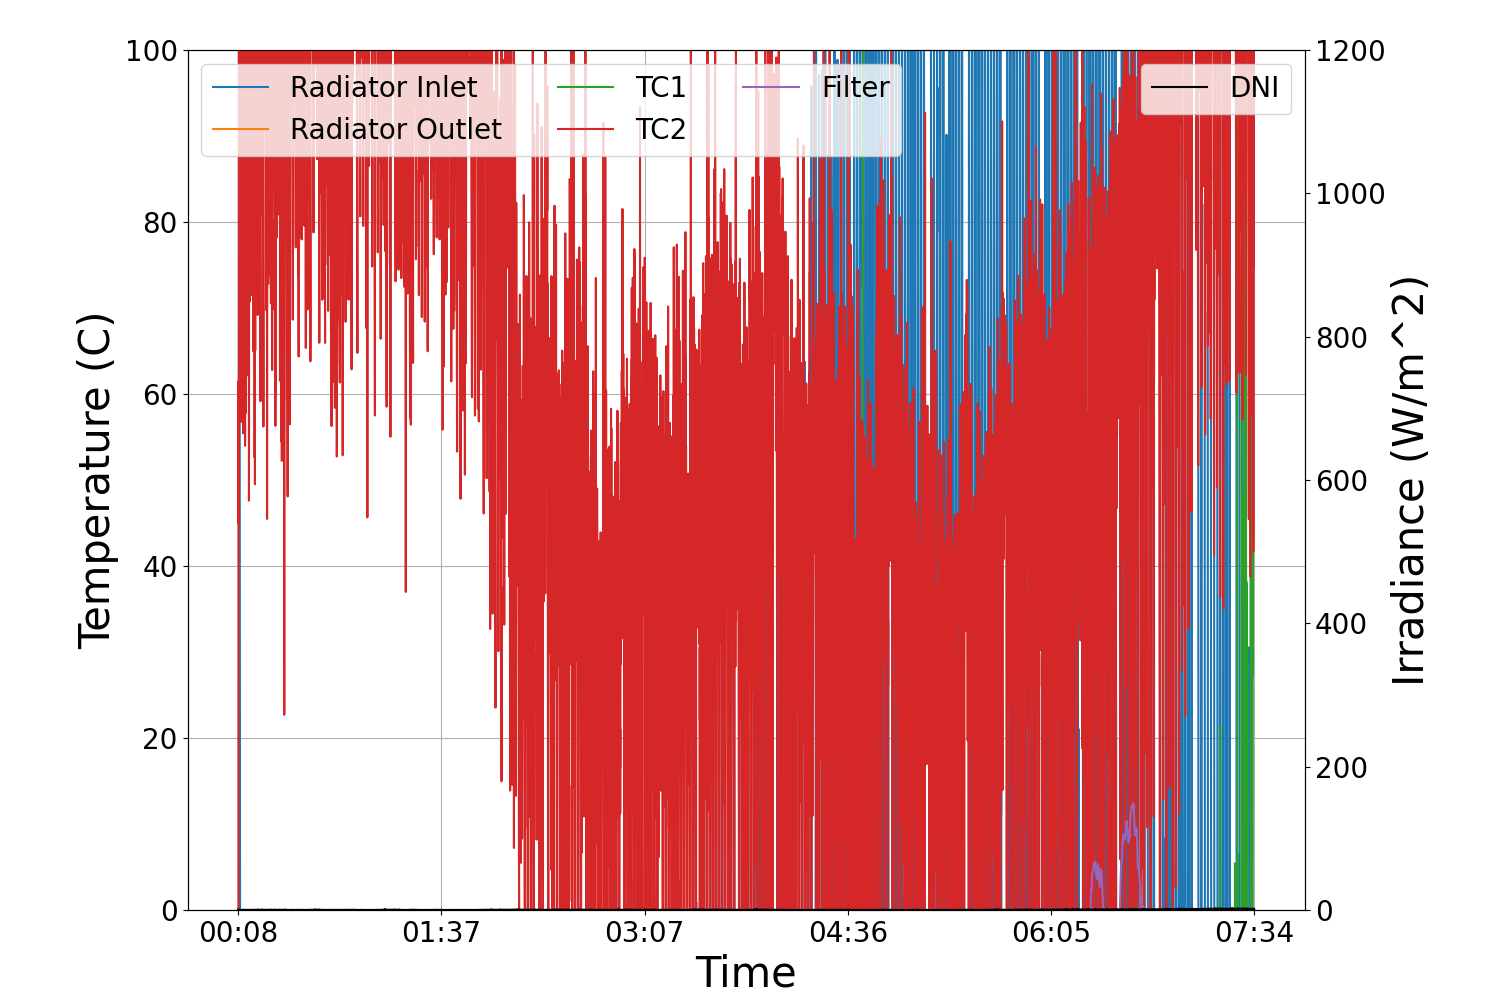 100
80
60
40
20
0
Temperature (C)
Radiator Inlet
Radiator Outlet
TC1
TC2
Filter
DNI
1200
1000
800
600
400
200
0
Irradiance (W/m^2)
00:08
01:37
03:07
04:36
06:05
07:34
Time